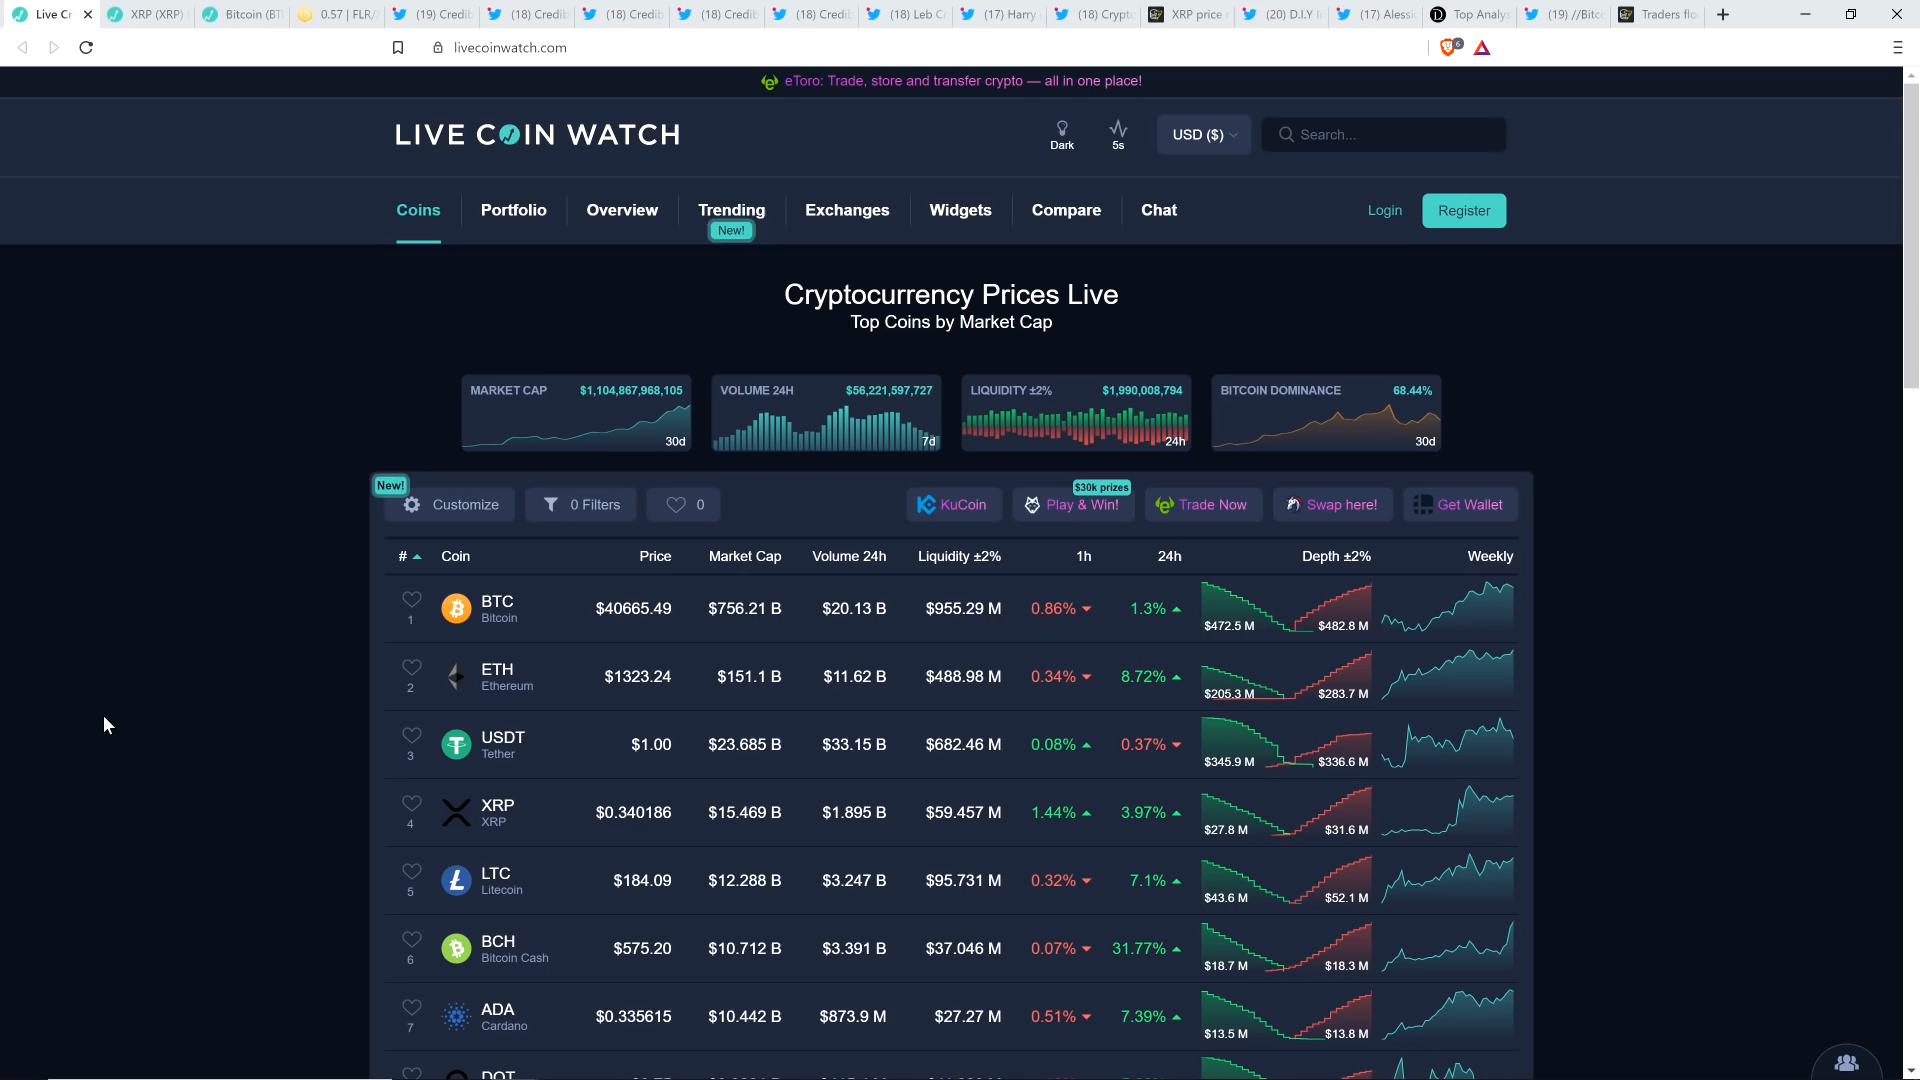 Live Cr
XRP (XRP)
Bitcoin (BT
0.57 | FLR/
(19) Credib
(18) Credib
(18) Credib
(18) Credib
(18) Credib
(18) Leb C
(17) Harry
(18) Crypto
XRP price
(20) D.I.Y I
(17) Alessi
Top Analys
(19) //Bitc
Traders flo
livecoinwatch.com
6
eToro: Trade, store and transfer crypto — all in one place!
LIVE COIN WATCH
Dark
5s
USD ($)
Search...
Coins
Portfolio
Overview
Trending
New!
Exchanges
Widgets
Compare
Chat
Login
Register
Cryptocurrency Prices Live
Top Coins by Market Cap
MARKET CAP $1,104,867,968,105
30d
VOLUME 24H $56,221,597,727
7d
LIQUIDITY ±2% $1,990,008,794
24h
BITCOIN DOMINANCE 68.44%
30d
New!
Customize
0 Filters
0
KuCoin
$30k prizes
Play & Win!
Trade Now
Swap here!
Get Wallet
# Coin Price Market Cap Volume 24h Liquidity ±2% 1h 24h Depth ±2% Weekly
1 BTC Bitcoin $40665.49 $756.21 B $20.13 B $955.29 M 0.86% 1.3% $472.5 M $482.8 M
2 ETH Ethereum $1323.24 $151.1 B $11.62 B $488.98 M 0.34% 8.72% $205.3 M $283.7 M
3 USDT Tether $1.00 $23.685 B $33.15 B $682.46 M 0.08% 0.37% $345.9 M $336.6 M
4 XRP XRP $0.340186 $15.469 B $1.895 B $59.457 M 1.44% 3.97% $27.8 M $31.6 M
5 LTC Litecoin $184.09 $12.288 B $3.247 B $95.731 M 0.32% 7.1% $43.6 M $52.1 M
6 BCH Bitcoin Cash $575.20 $10.712 B $3.391 B $37.046 M 0.07% 31.77% $18.7 M $18.3 M
7 ADA Cardano $0.335615 $10.442 B $873.9 M $27.27 M 0.51% 7.39% $13.5 M $13.8 M
DOT